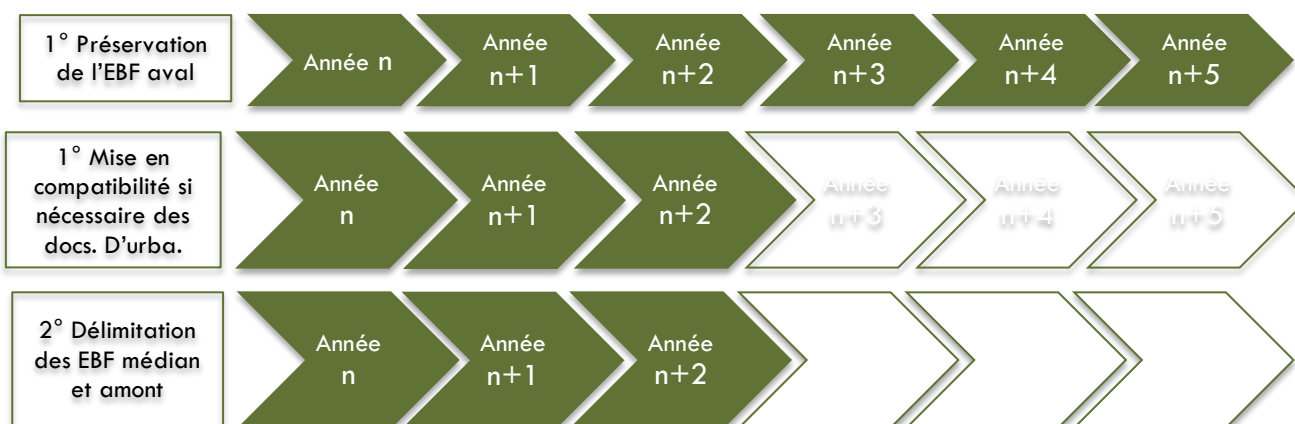 1° Préservation
de l'EBF aval
Année n
Année
n+1
Année
n+2
Année
n+3
Année
n+4
Année
n+5
1° Mise en
compatibilité si
nécessaire des
docs. D'urba.
Année
n
Année
n+1
Année
n+2
Année
n+3
Année
n+4
Année
n+5
2° Délimitation
des EBF médian
et amont
Année
n
Année
n+1
Année
n+2